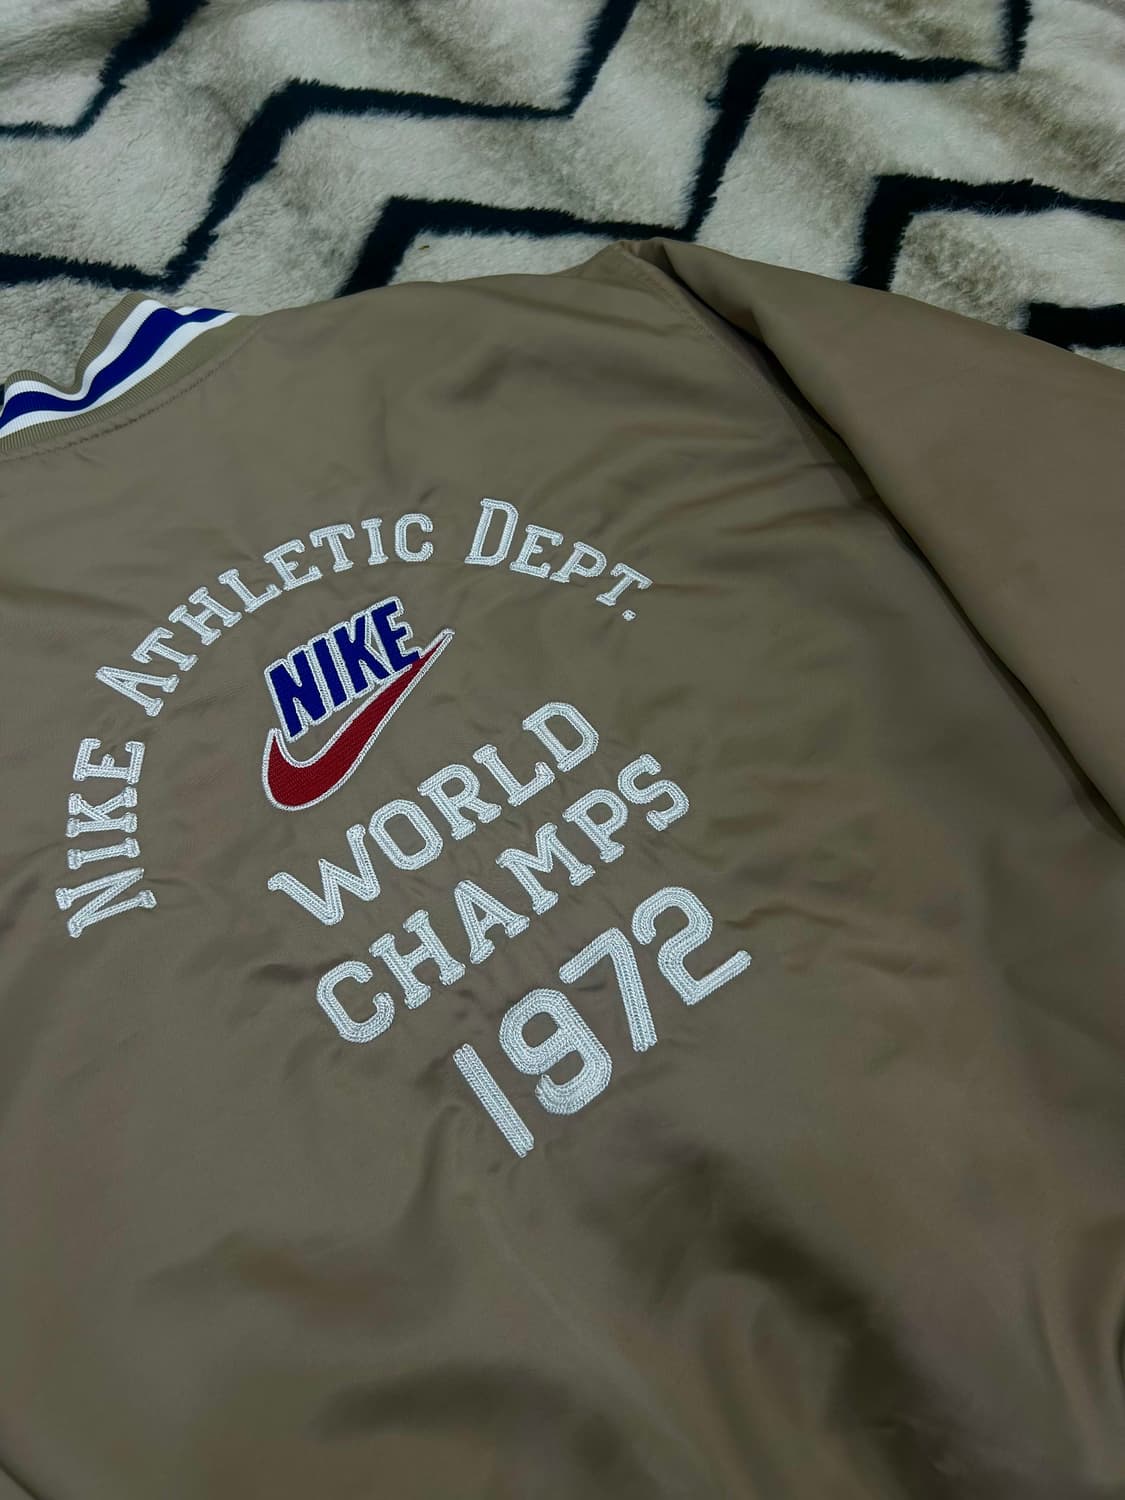 NIKE ATHLETIC DEPT.
NIKE
WORLD
CHAMPS
1972